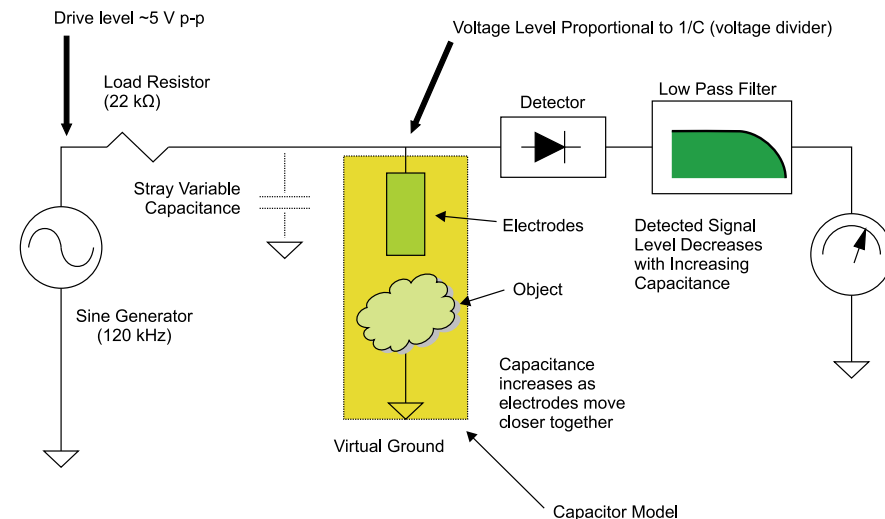 Drive level ~5 V p-p
Voltage Level Proportional to 1/C (voltage divider)
Load Resistor
(22 kΩ)
Detector
Low Pass Filter
Stray Variable
Capacitance
Electrodes
Detected Signal
Level Decreases
with Increasing
Capacitance
Object
Sine Generator
(120 kHz)
Capacitance
increases as
electrodes move
closer together
Virtual Ground
Capacitor Model